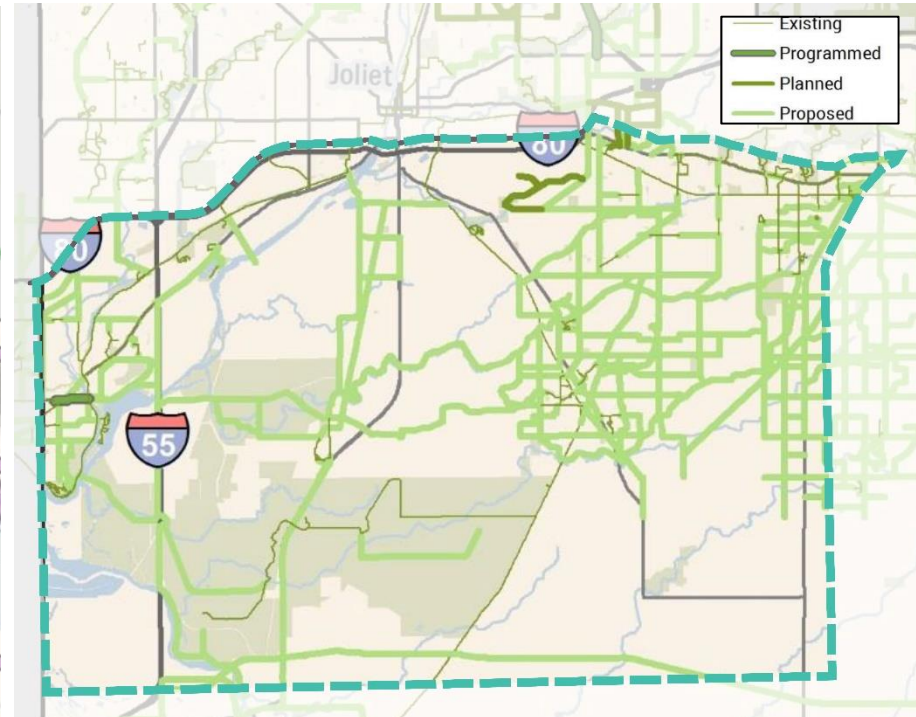 Existing
Programmed
Planned
Proposed
Joliet
80
80
55